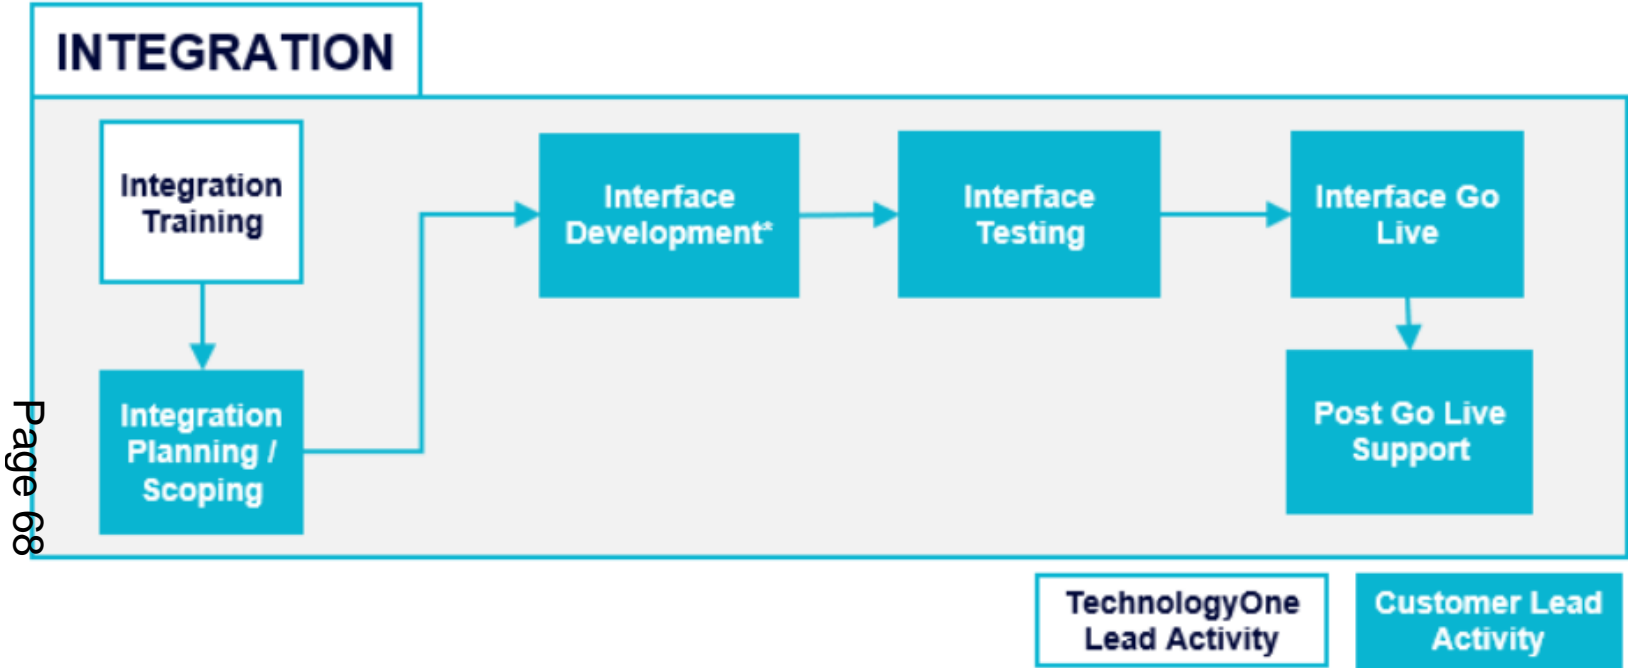 INTEGRATION
Integration
Training
Integration
Planning /
Scoping
Interface
Development*
Interface
Testing
Interface Go
Live
Post Go Live
Support
Page 68
TechnologyOne
Lead Activity
Customer Lead
Activity